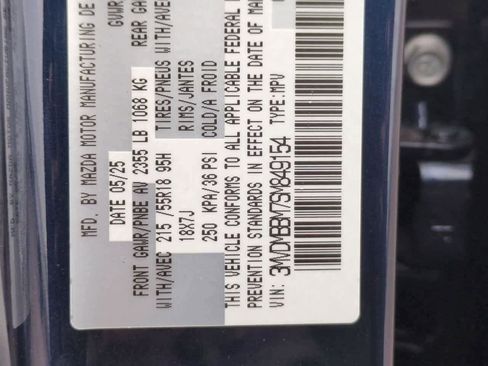 MFD. BY MAZDA MOTOR MANUFACTURING DE
DATE 05/25 GVWR
FRONT GAWR/PNBE AV 2355 LB 1068 KG REAR GA
WITH/AVEC 215 /55R18 95H TIRES/PNEUS WITH/AVE
18X7J RIMS/JANTES
250 KPA/36 PSI COLD/A FROID
THIS VEHICLE CONFORMS TO ALL APPLICABLE FEDERAL
PREVENTION STANDARDS IN EFFECT ON THE DATE OF MA
VIN: 3MVDMBBM7SM849154 TYPE:MPV